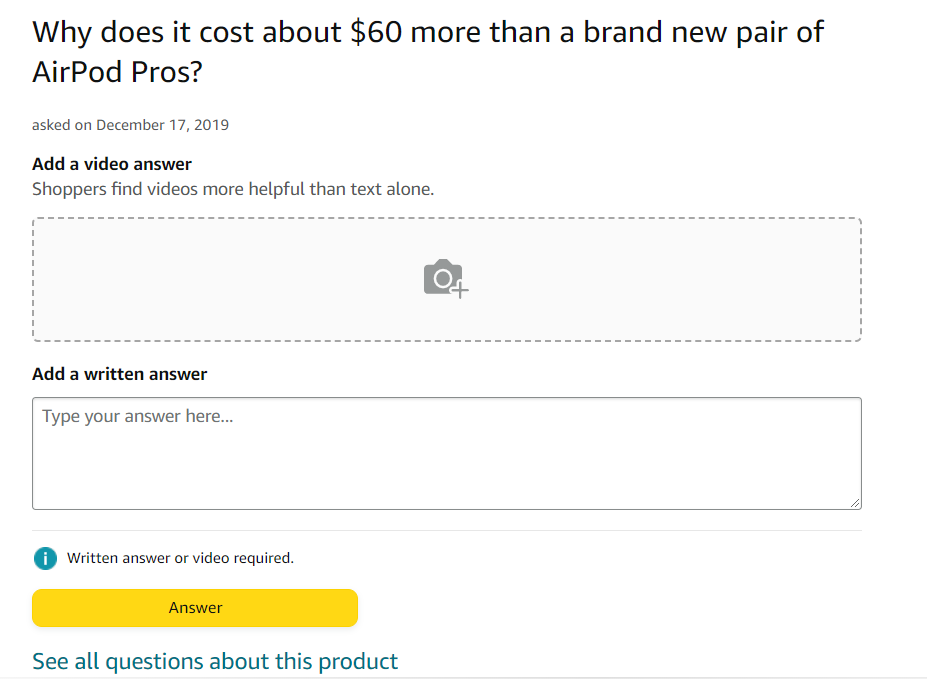 Why does it cost about $60 more than a brand new pair of
AirPod Pros?
asked on December 17, 2019
Add a video answer
Shoppers find videos more helpful than text alone.
Add a written answer
Type your answer here...
Written answer or video required.
Answer
See all questions about this product